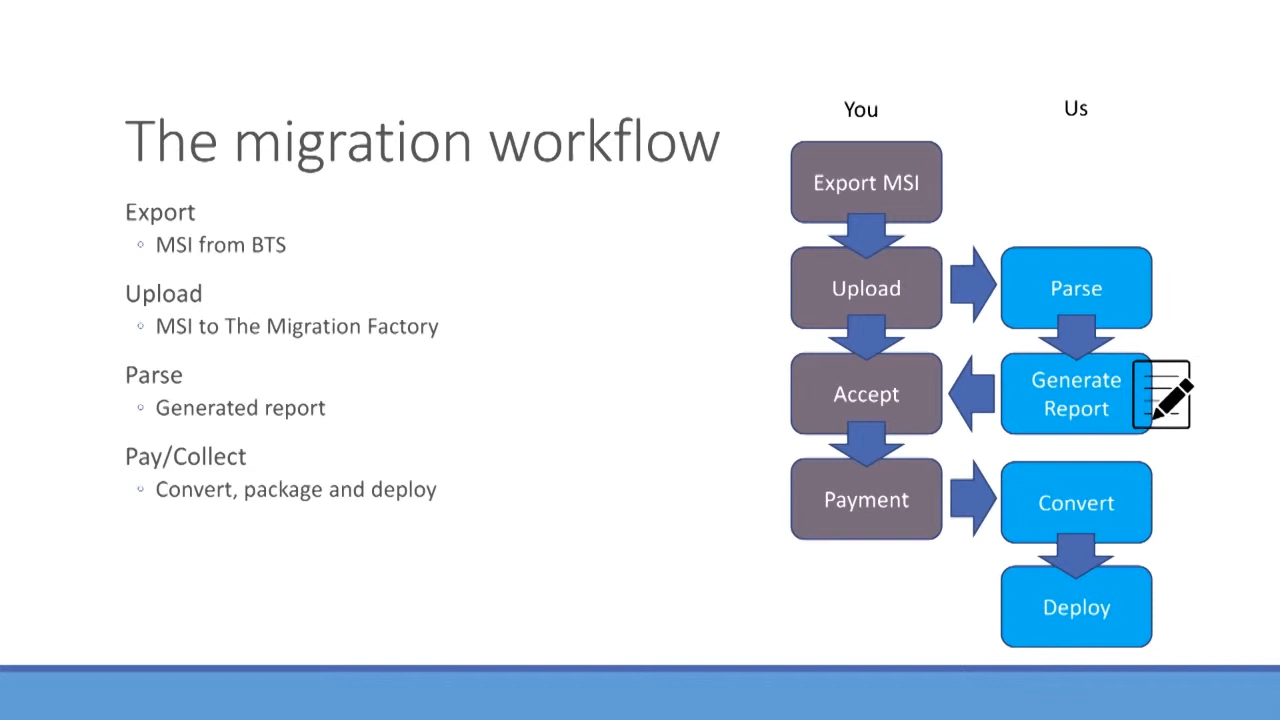 The migration workflow
Export
◦ MSI from BTS
Upload
◦ MSI to The Migration Factory
Parse
◦ Generated report
Pay/Collect
◦ Convert, package and deploy
You
Us
Export MSI
Upload
Parse
Accept
Generate
Report
Payment
Convert
Deploy